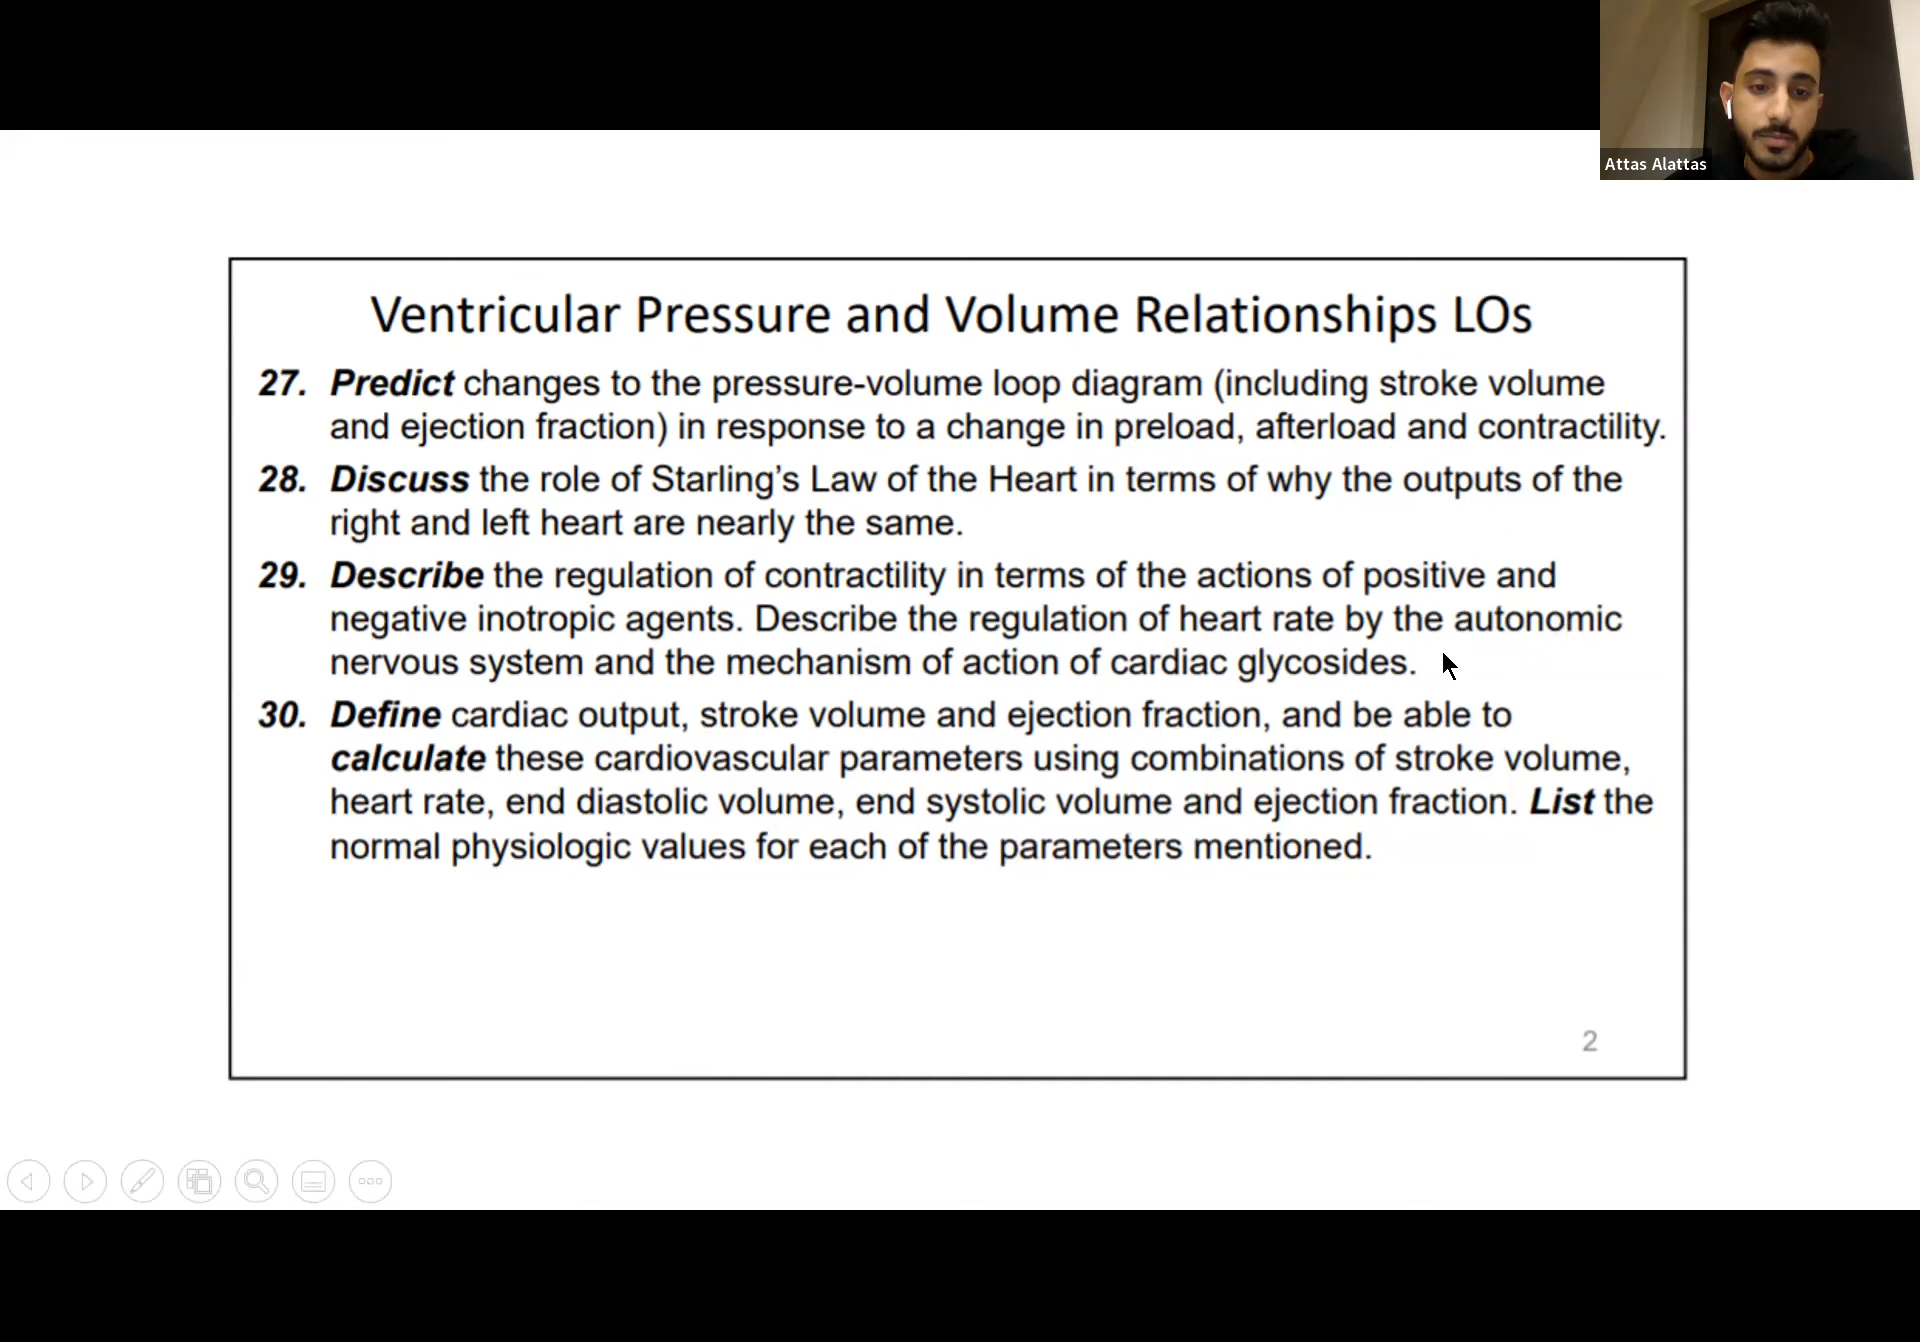 Attas Alattas
Ventricular Pressure and Volume Relationships LOs
27. Predict changes to the pressure-volume loop diagram (including stroke volume
and ejection fraction) in response to a change in preload, afterload and contractility.
28. Discuss the role of Starling’s Law of the Heart in terms of why the outputs of the
right and left heart are nearly the same.
29. Describe the regulation of contractility in terms of the actions of positive and
negative inotropic agents. Describe the regulation of heart rate by the autonomic
nervous system and the mechanism of action of cardiac glycosides.
30. Define cardiac output, stroke volume and ejection fraction, and be able to
calculate these cardiovascular parameters using combinations of stroke volume,
heart rate, end diastolic volume, end systolic volume and ejection fraction. List the
normal physiologic values for each of the parameters mentioned.
2